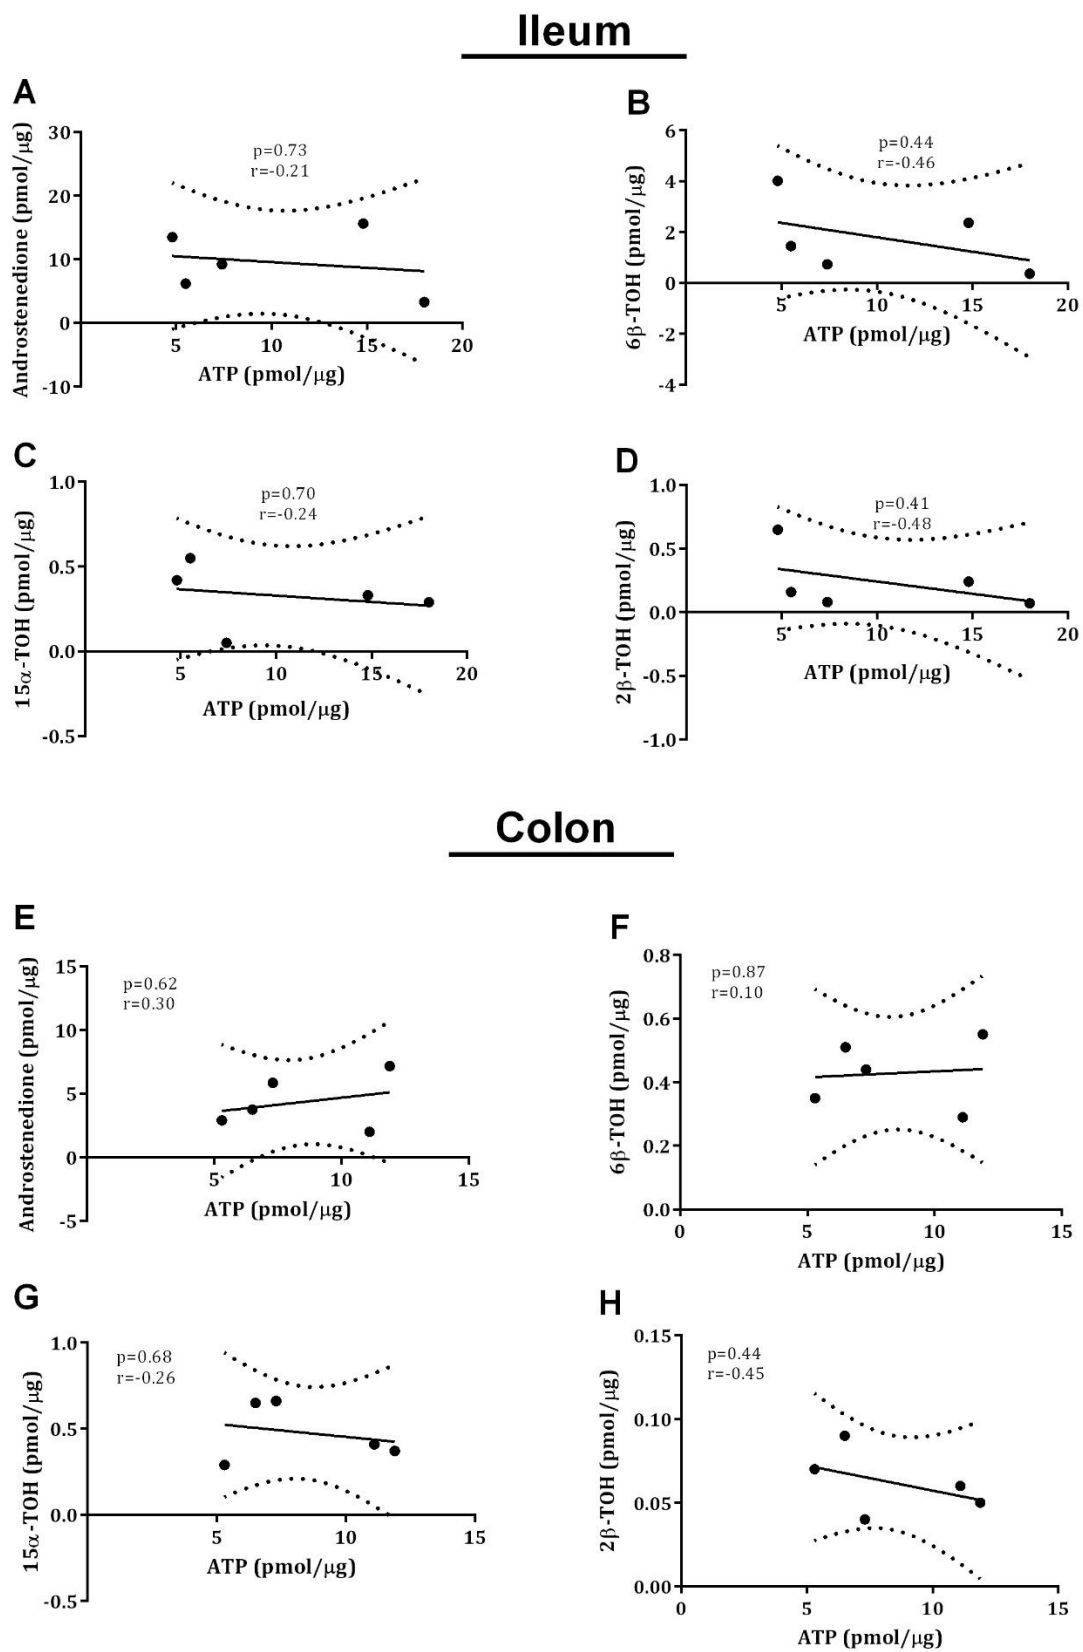 Ileum
A
Androstenedione (pmol/μg)
30
20
10
0
-10
p=0.73
r=-0.21
5
10
15
20
ATP (pmol/μg)
B
6β-TOH (pmol/μg)
6
4
2
0
-2
-4
p=0.44
r=-0.46
5
10
15
20
ATP (pmol/μg)
C
15α-TOH (pmol/μg)
1.0
0.5
0.0
-0.5
p=0.70
r=-0.24
5
10
15
20
ATP (pmol/μg)
D
2β-TOH (pmol/μg)
1.0
0.5
0.0
-0.5
-1.0
p=0.41
r=-0.48
5
10
15
20
ATP (pmol/μg)
Colon
E
Androstenedione (pmol/μg)
15
10
5
0
-5
p=0.62
r=0.30
5
10
15
ATP (pmol/μg)
F
6β-TOH (pmol/μg)
0.8
0.6
0.4
0.2
0.0
p=0.87
r=0.10
0
5
10
15
ATP (pmol/μg)
G
15α-TOH (pmol/μg)
1.0
0.5
0.0
-0.5
p=0.68
r=-0.26
5
10
15
ATP (pmol/μg)
H
2β-TOH (pmol/μg)
0.15
0.10
0.05
0.00
p=0.44
r=-0.45
0
5
10
15
ATP (pmol/μg)